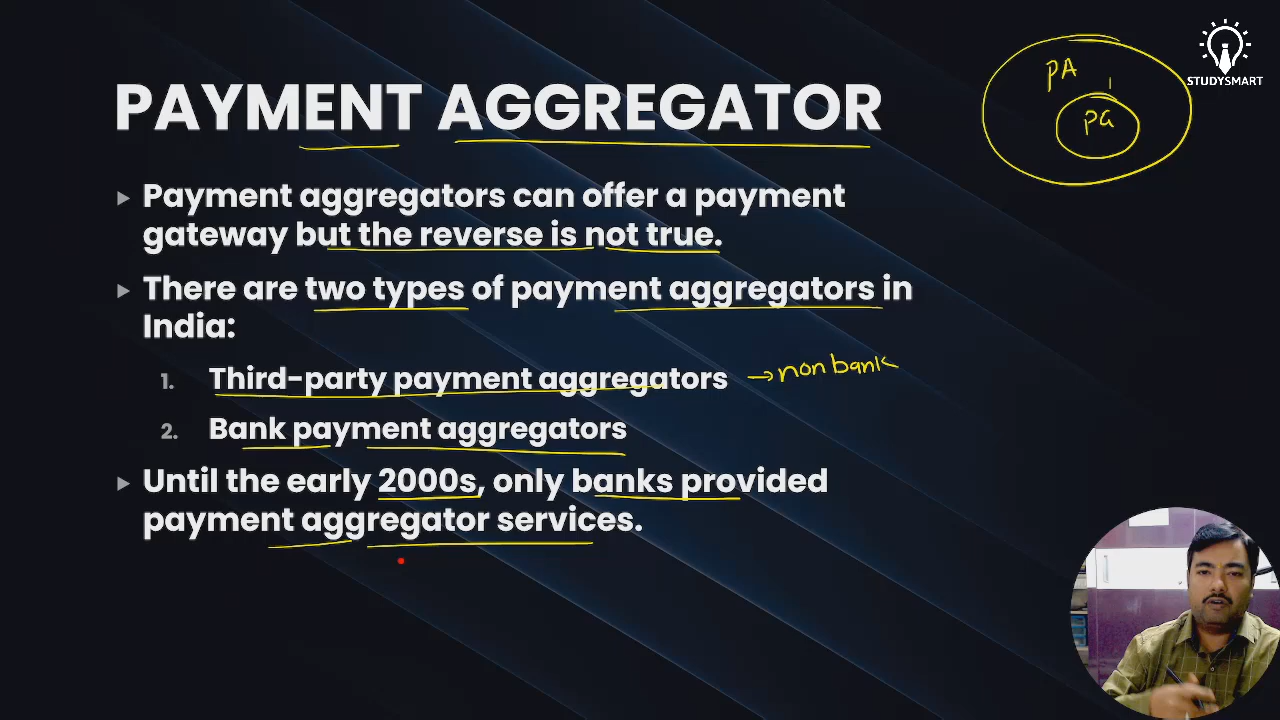 PAYMENT AGGREGATOR
PA
PG
STUDYSMART
▶ Payment aggregators can offer a payment
gateway but the reverse is not true.
▶ There are two types of payment aggregators in
India:
1. Third-party payment aggregators → non bank
2. Bank payment aggregators
▶ Until the early 2000s, only banks provided
payment aggregator services.